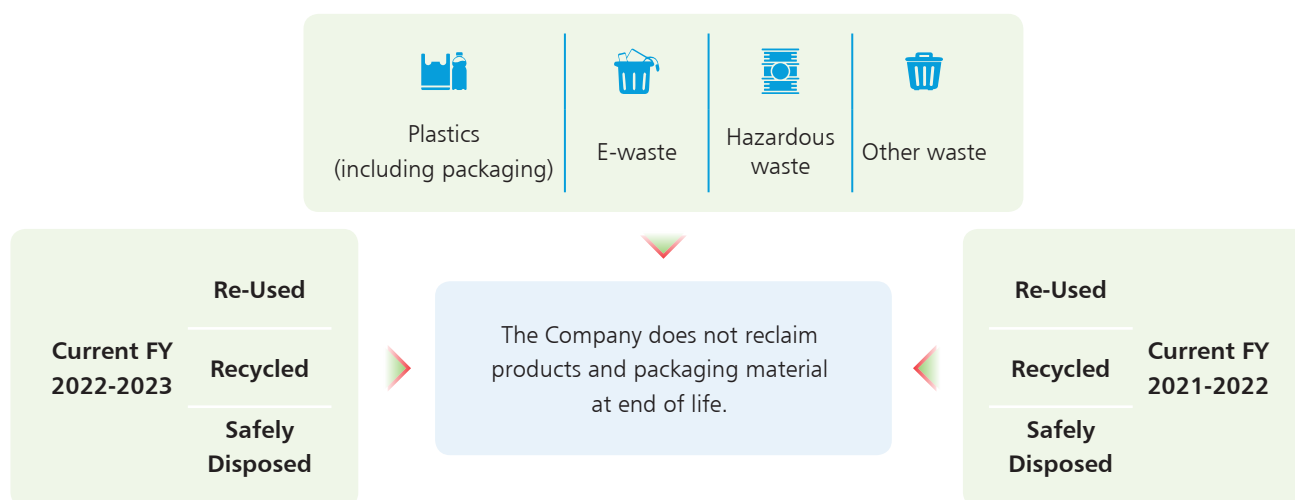 Plastics
(including packaging)
E-waste
Hazardous
waste
Other waste
Current FY
2022-2023
Re-Used
Recycled
Safely
Disposed
The Company does not reclaim
products and packaging material
at end of life.
Re-Used
Recycled
Safely
Disposed
Current FY
2021-2022